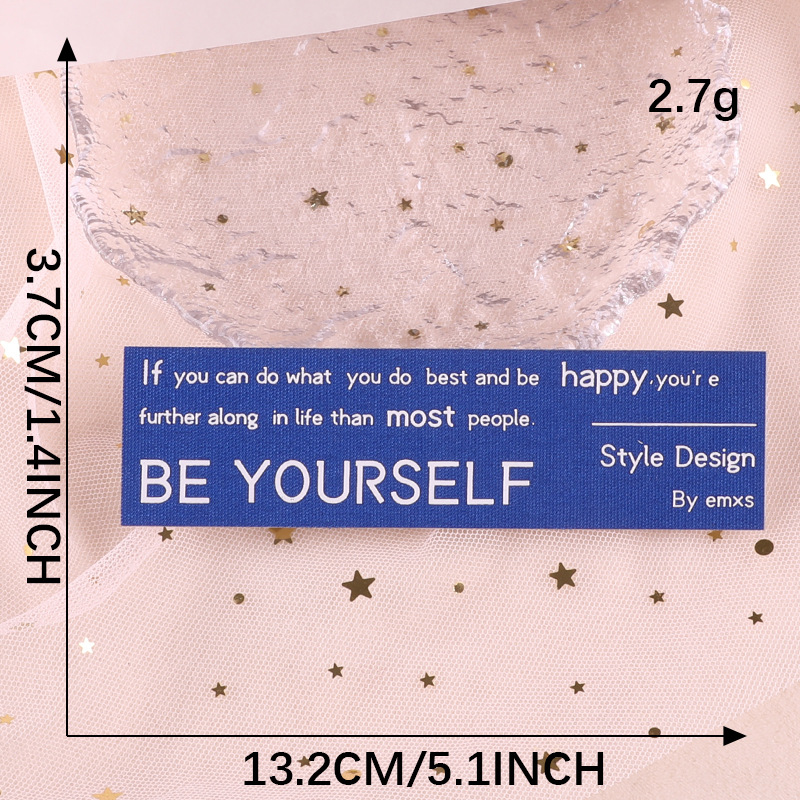 2.7g
3.7CM/1.4INCH
If you can do what you do best and be happy, you'r e
further along in life than most people.
Style Design
BE YOURSELF
By emxs
13.2CM/5.1INCH